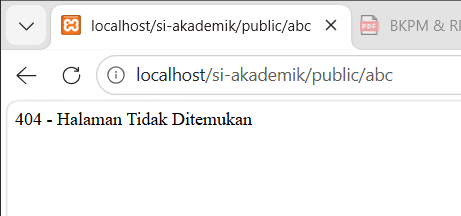 localhost/si-akademik/public/abc
BKPM & R
localhost/si-akademik/public/abc
404 - Halaman Tidak Ditemukan